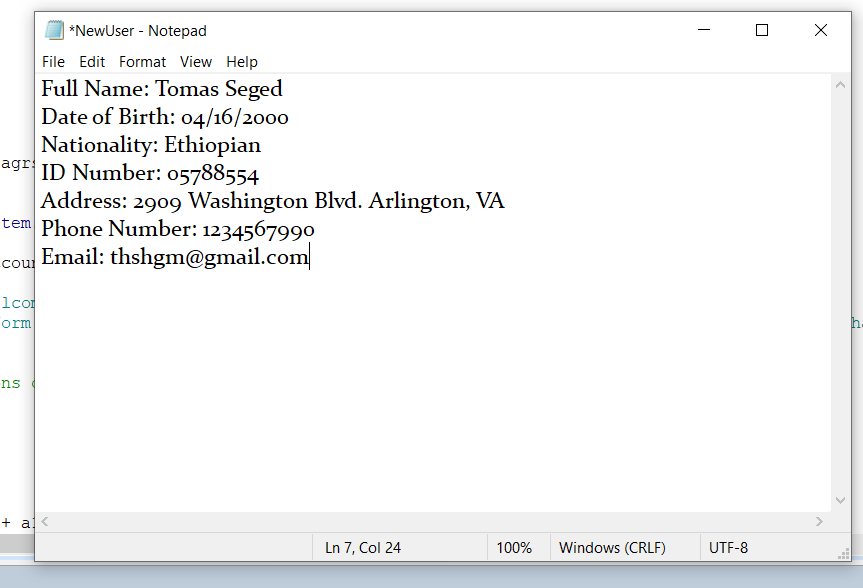 *NewUser - Notepad
File Edit Format View Help
Full Name: Tomas Seged
Date of Birth: 04/16/2000
Nationality: Ethiopian
ID Number: 05788554
Address: 2909 Washington Blvd. Arlington, VA
Phone Number: 1234567990
Email: thshgm@gmail.com
Ln 7, Col 24 100% Windows (CRLF) UTF-8